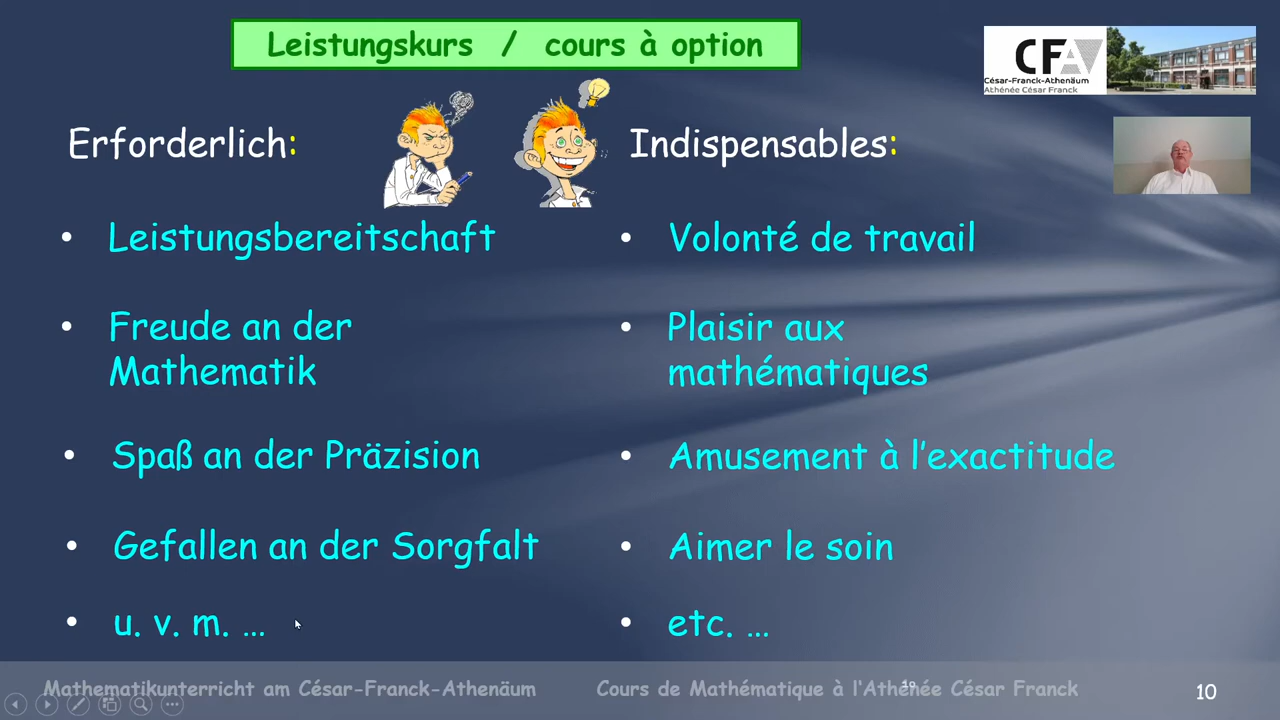 Leistungskurs / cours à option
CFA
César-Franck-Athenäum
Athénée César Franck
Erforderlich:
• Leistungsbereitschaft
• Freude an der
Mathematik
• Spaß an der Präzision
• Gefallen an der Sorgfalt
• u. v. m. …
Indispensables:
• Volonté de travail
• Plaisir aux
mathématiques
• Amusement à l’exactitude
• Aimer le soin
• etc. …
Mathematikunterricht am César-Franck-Athenäum
Cours de Mathématique à l'Athénée César Franck
10